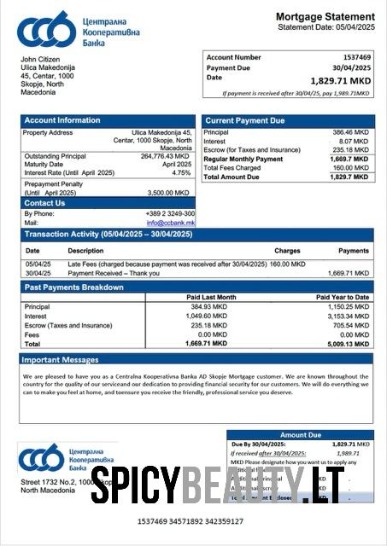 Централна
Кооперативна
Банка
Mortgage Statement
Statement Date: 05/04/2025
John Citizen
Ulica Makedonija
45, Centar, 1000
Skopje, North
Macedonia
Account Number 1537469
Payment Due 30/04/2025
Date 1,829.71 MKD
If payment is received after 30/04/25, pay 1,989.71MKD
Account Information
Property Address Ulica Makedonija 45,
Centar, 1000 Skopje, North
Macedonia
Outstanding Principal 264,776.43 MKD
Maturity Date April 2025
Interest Rate (Until April 2025) 4.75%
Prepayment Penalty
(Until April 2025) 3,500.00 MKD
Contact Us
By Phone: +389 2 3249-300
Mail: info@ccbank.mk
Current Payment Due
Principal 386.46 MKD
Interest 8.07 MKD
Escrow (for Taxes and Insurance) 235.18 MKD
Regular Monthly Payment 1,669.7 MKD
Total Fees Charged 160.00 MKD
Total Amount Due 1,829.7 MKD
Transaction Activity (05/04/2025 – 30/04/2025)
Date Description Charges Payments
05/04/25 Late Fees (charged because payment was received after 30/04/2025) 160.00 MKD
30/04/25 Payment Received – Thank you 1,669.71 MKD
Past Payments Breakdown
Paid Last Month Paid Year to Date
Principal 384.93 MKD 1,150.25 MKD
Interest 1,049.60 MKD 3,153.34 MKD
Escrow (Taxes and Insurance) 235.18 MKD 705.54 MKD
Fees 0.00 MKD 0.00 MKD
Total 1,669.71 MKD 5,009.13 MKD
Important Messages
We are pleased to have you as a Centralna Kooperativna Banka AD Skopje Mortgage customer. We are known throughout the
country for the quality of our serviceand our dedication to providing financial security for our customers. We will do everything we
can to make you feel at home, and toensure you receive the friendly, professional service you deserve.
Централна
Кооперативна
Банка
Street 1732 No.2, 1000
North Macedonia
Amount Due
Due By 30/04/2025: 1,829.71 MKD
If received after 30/04/2025: 1,989.71
MKD Please designate how you want us to apply any
SPICYBEAUTY.LT
1537469 34571892 342359127